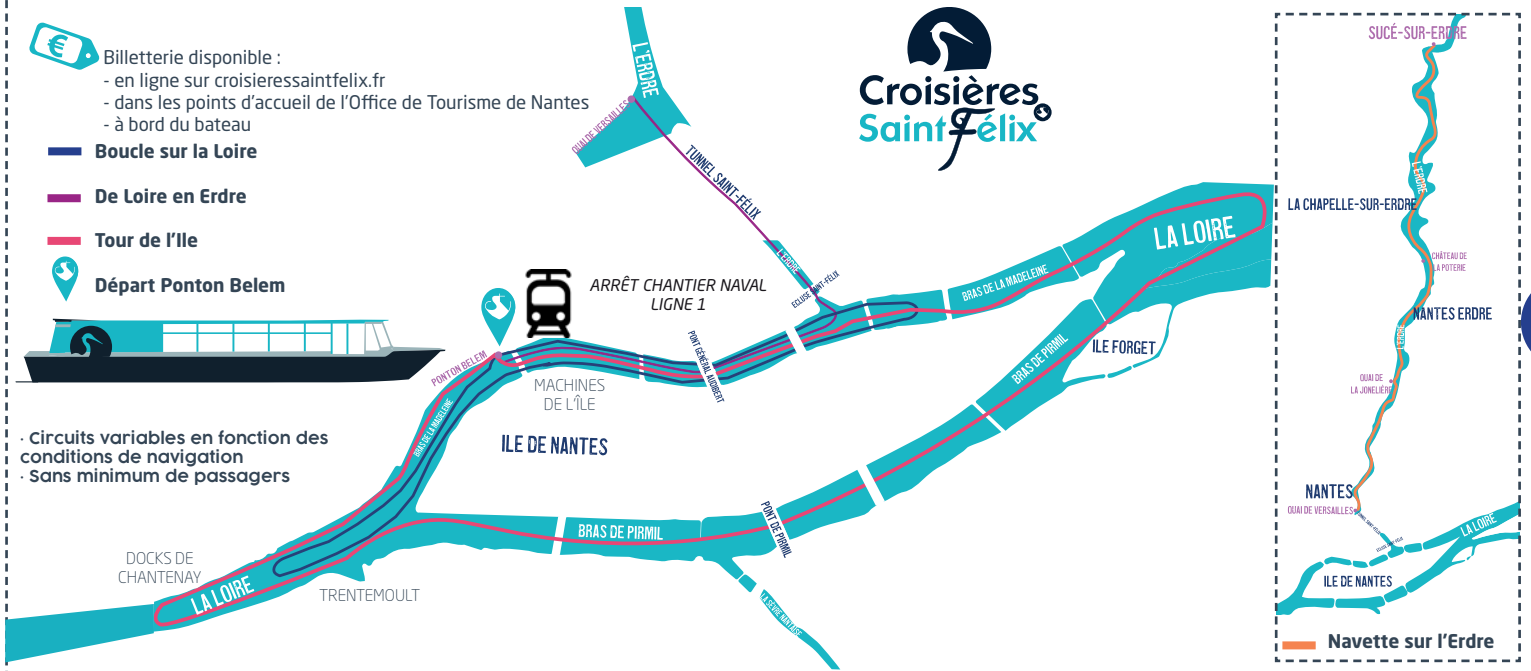 €
Billetterie disponible :
- en ligne sur croisieressaintfelix.fr
- dans les points d'accueil de l'Office de Tourisme de Nantes
- à bord du bateau
Boucle sur la Loire
De Loire en Erdre
Tour de l'Ile
Départ Ponton Belem
· Circuits variables en fonction des
conditions de navigation
· Sans minimum de passagers
Croisières
Saint Félix
L'ERDRE
QUAI DE VERSAILLES
TUNNEL SAINT-FÉLIX
L'ERDRE
ECLUSE SAINT-FÉLIX
ARRÊT CHANTIER NAVAL
LIGNE 1
PONTON BELEM
MACHINES
DE L'ÎLE
PONT GÉNÉRAL AUDIBERT
BRAS DE LA MADELEINE
LA LOIRE
BRAS DE LA MADELEINE
ILE DE NANTES
BRAS DE PIRMIL
ILE FORGET
BRAS DE PIRMIL
PONT DE PIRMIL
LA SÈVRE NANTAISE
DOCKS DE
CHANTENAY
LA LOIRE
TRENTEMOULT
SUCÉ-SUR-ERDRE
L'ERDRE
LA CHAPELLE-SUR-ERDRE
CHÂTEAU DE
LA POTERIE
NANTES ERDRE
L'ERDRE
QUAI DE
LA JONELIÈRE
NANTES
QUAI DE VERSAILLES
TUNNEL SAINT-FÉLIX
ECLUSE SAINT-FÉLIX
LA LOIRE
ILE DE NANTES
Navette sur l'Erdre